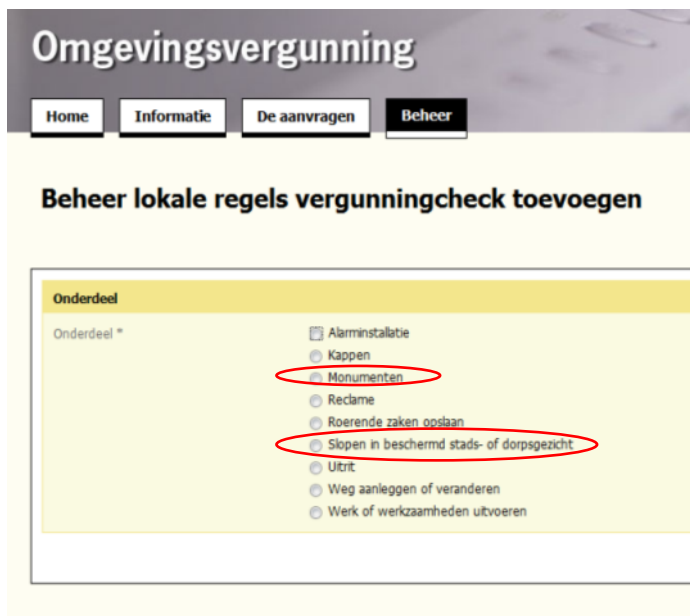 Omgevingsvergunning
Home Informatie De aanvragen Beheer
Beheer lokale regels vergunningcheck toevoegen
Onderdeel
Onderdeel * Alarminstallatie
Kappen
Monumenten
Reclame
Roerende zaken opslaan
Slopen in beschermd stads- of dorpsgezicht
Uitrit
Weg aanleggen of veranderen
Werk of werkzaamheden uitvoeren